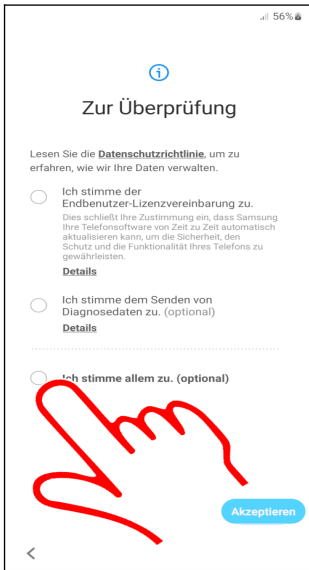 56%
Zur Überprüfung
Lesen Sie die Datenschutzrichtlinie, um zu
erfahren, wie wir Ihre Daten verwalten.
Ich stimme der
Endbenutzer-Lizenzvereinbarung zu.
Dies schließt Ihre Zustimmung ein, dass Samsung
Ihre Telefonsoftware von Zeit zu Zeit automatisch
aktualisieren kann, um die Sicherheit, den
Schutz und die Funktionalität Ihres Telefons zu
gewährleisten.
Details
Ich stimme dem Senden von
Diagnosedaten zu. (optional)
Details
Ich stimme allem zu. (optional)
Akzeptieren